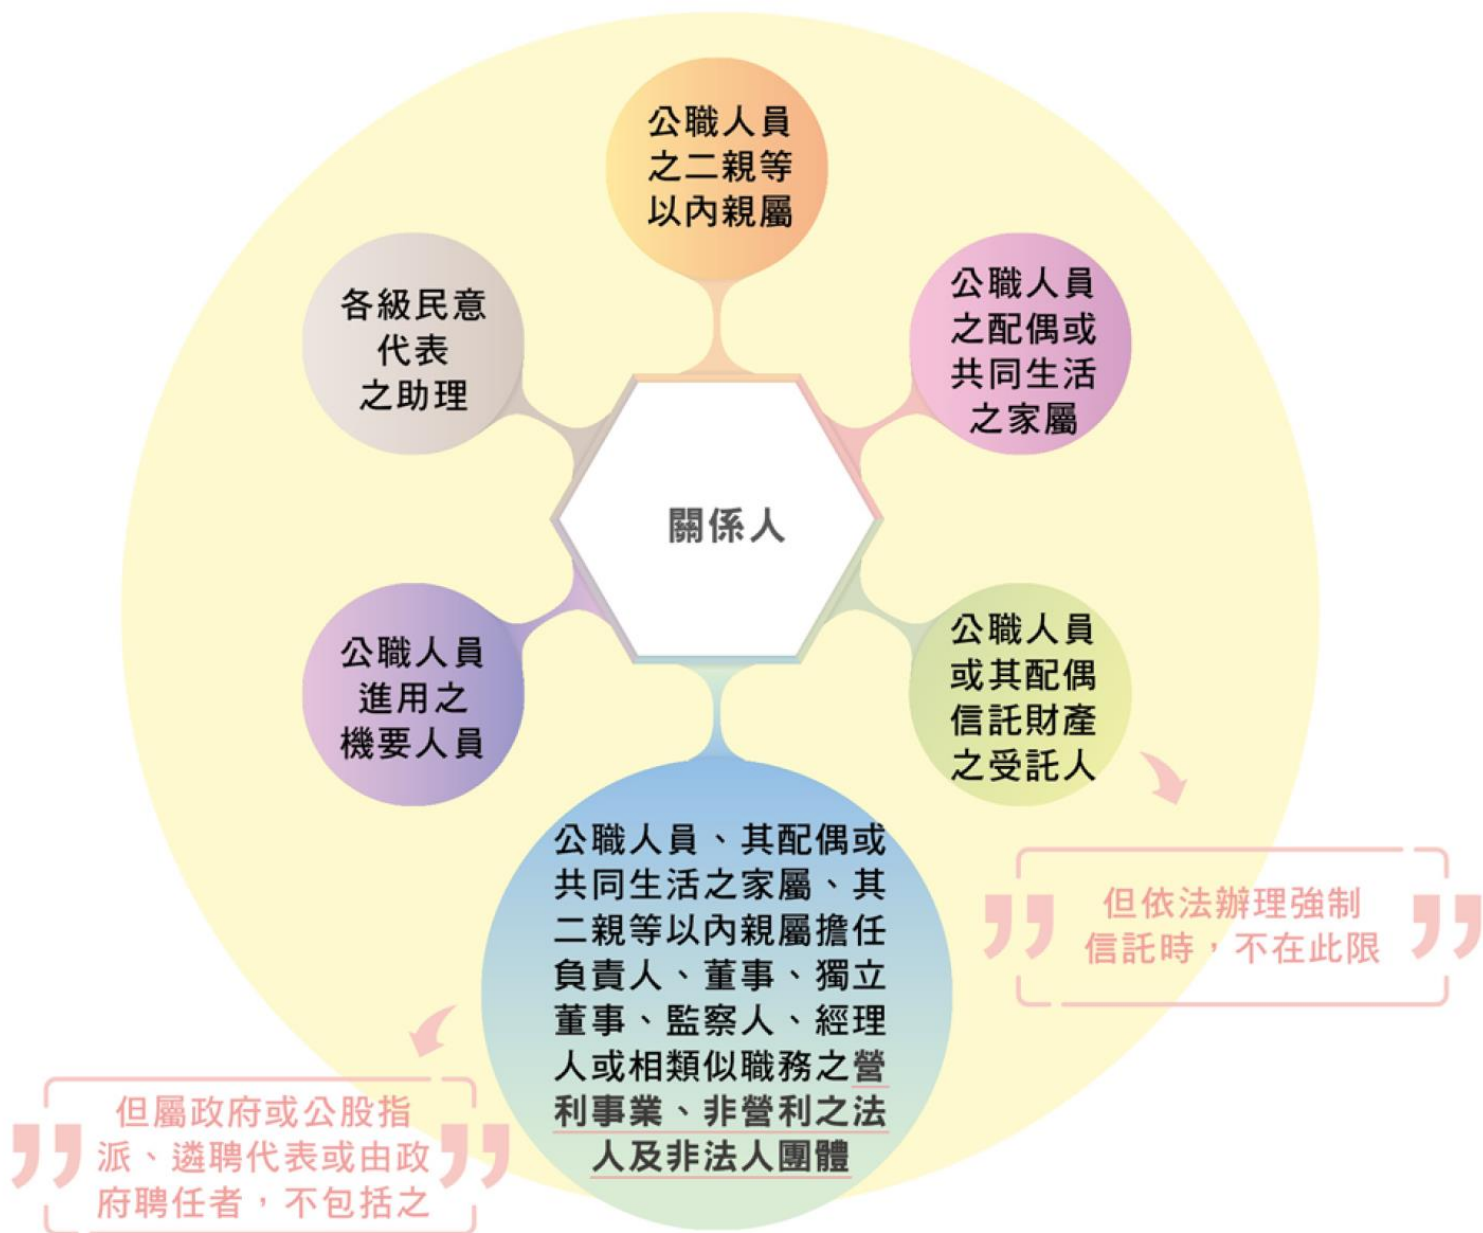 公職人員
之二親等
以內親屬
公職人員
之配偶或
共同生活
之家屬
各級民意
代表
之助理
關係人
公職人員
或其配偶
信託財產
之受託人
公職人員
進用之
機要人員
公職人員、其配偶或
共同生活之家屬、其
二親等以內親屬擔任
負責人、董事、獨立
董事、監察人、經理
人或相類似職務之營
利事業、非營利之法
人及非法人團體
但依法辦理強制
信託時，不在此限
但屬政府或公股指
派、遴聘代表或由政
府聘任者，不包括之